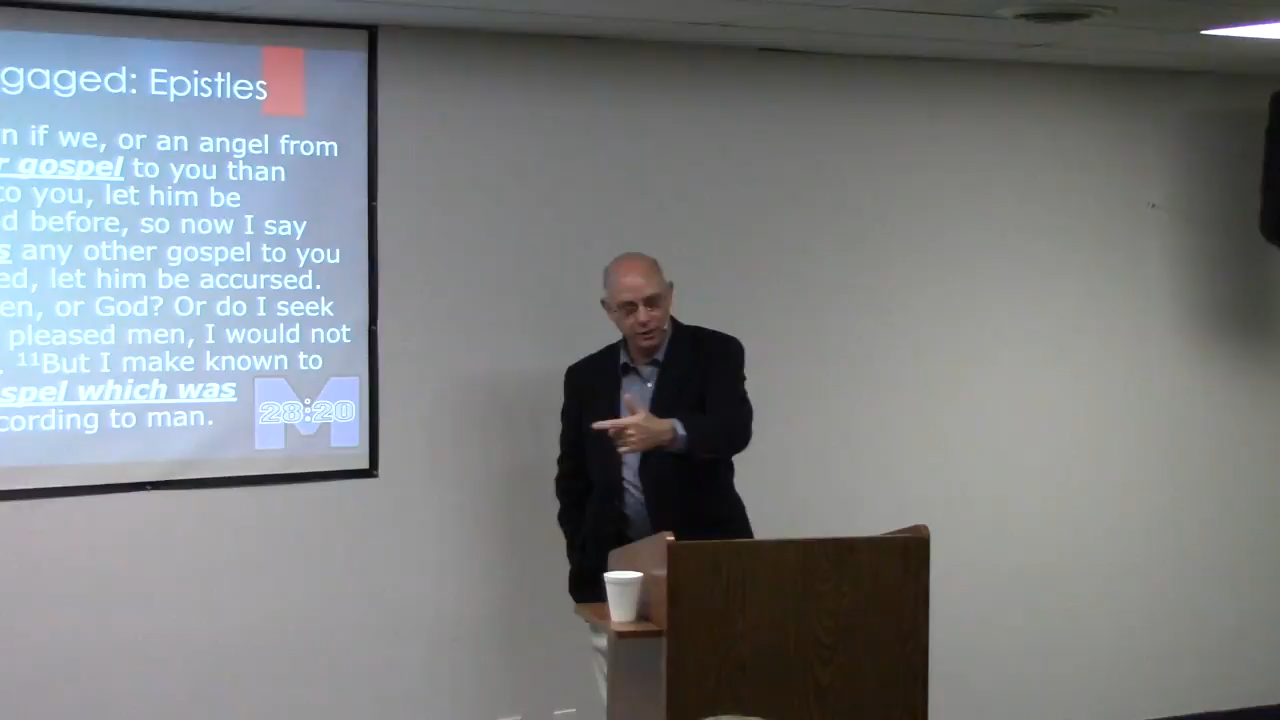 gaged: Epistles
n if we, or an angel from
r gospel to you than
to you, let him be
d before, so now I say
s any other gospel to you
ed, let him be accursed.
en, or God? Or do I seek
pleased men, I would not
. ¹¹But I make known to
spel which was
cording to man.
M
28:20